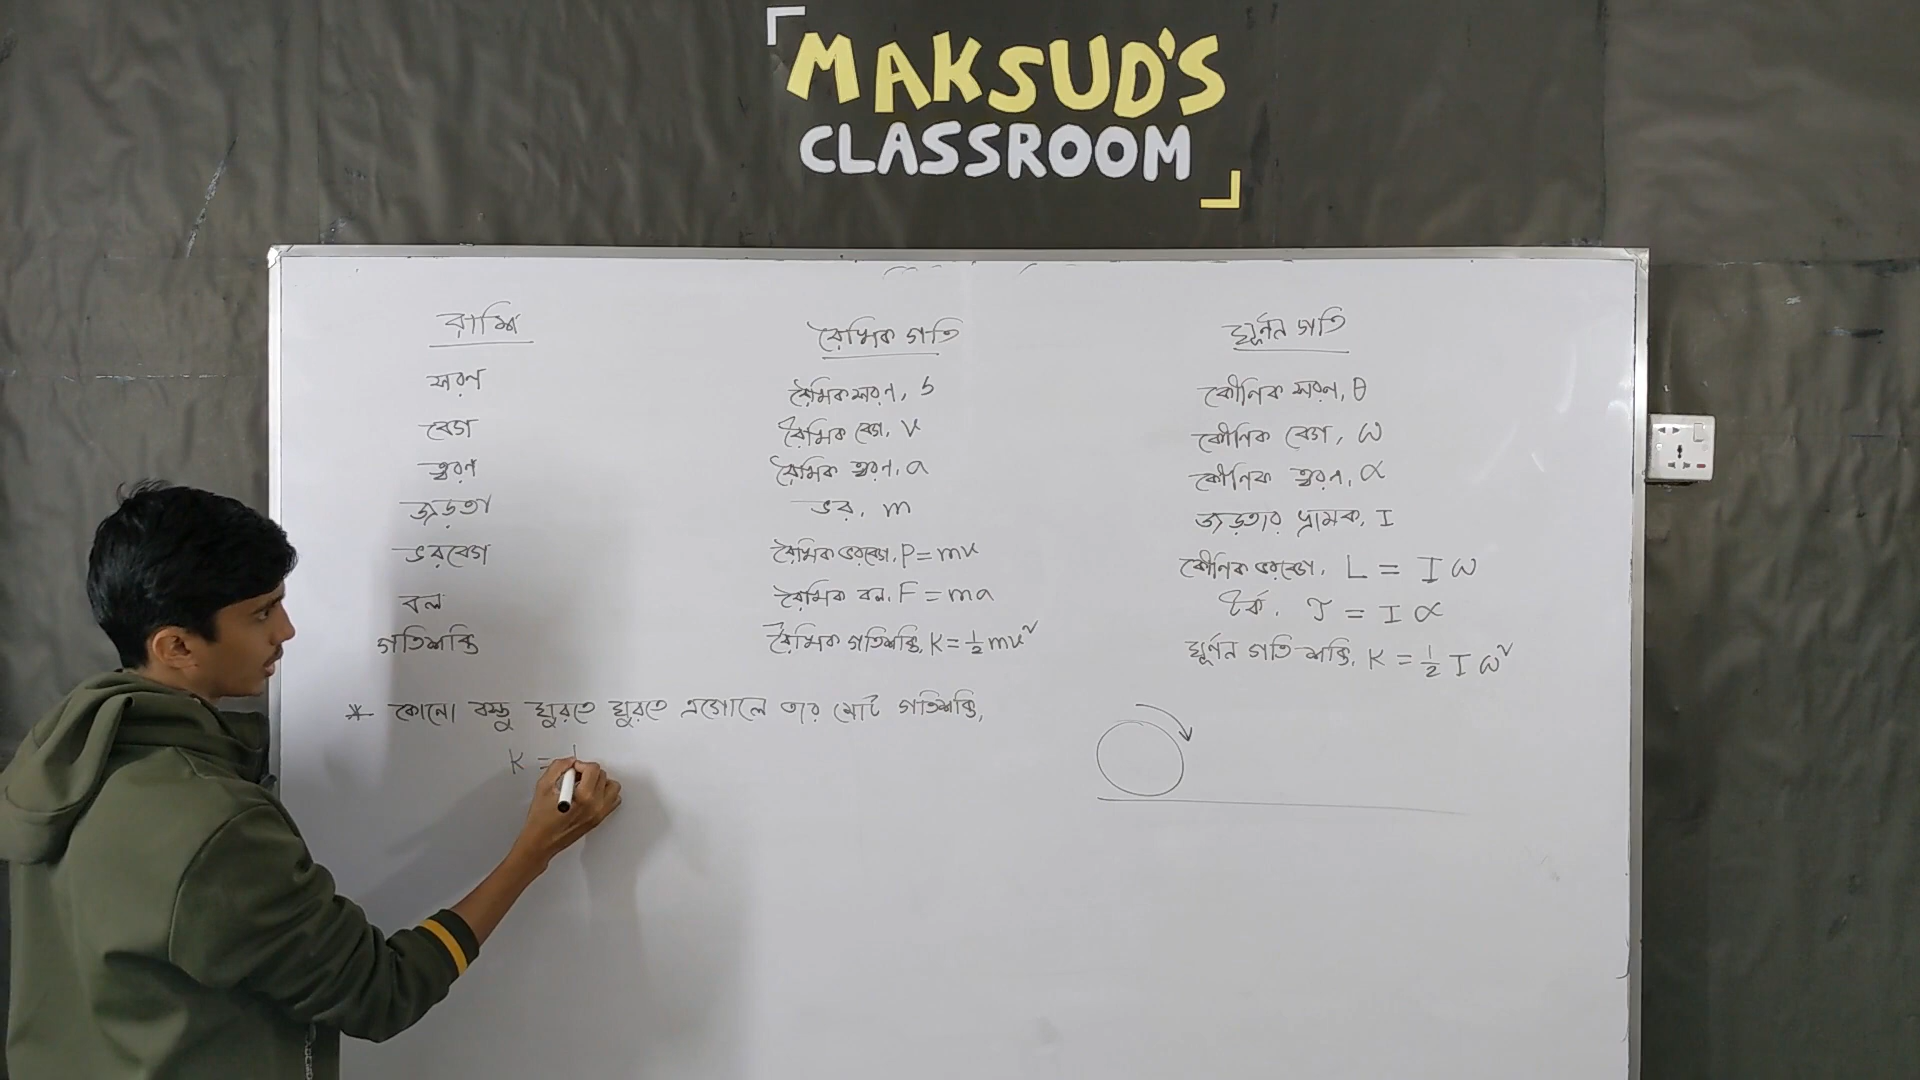 MAKSUD'S
CLASSROOM
রাশি রৈখিক গতি ঘূর্ণন গতি
সরণ রৈখিক সরণ, s কৌণিক সরণ, θ
বেগ রৈখিক বেগ, v কৌণিক বেগ, ω
ত্বরণ রৈখিক ত্বরণ, a কৌণিক ত্বরণ, α
জড়তা ভর, m জড়তার ভ্রামক, I
ভরবেগ রৈখিক ভরবেগ, P = mv কৌণিক ভরবেগ, L = I ω
বল রৈখিক বল, F = ma টর্ক, τ = I α
গতিশক্তি রৈখিক গতিশক্তি, K = ½ mv² ঘূর্ণন গতিশক্তি, K = ½ I ω²
* কোনো বস্তু ঘুরতে ঘুরতে এগোলে তার মোট গতিশক্তি,
K = 1